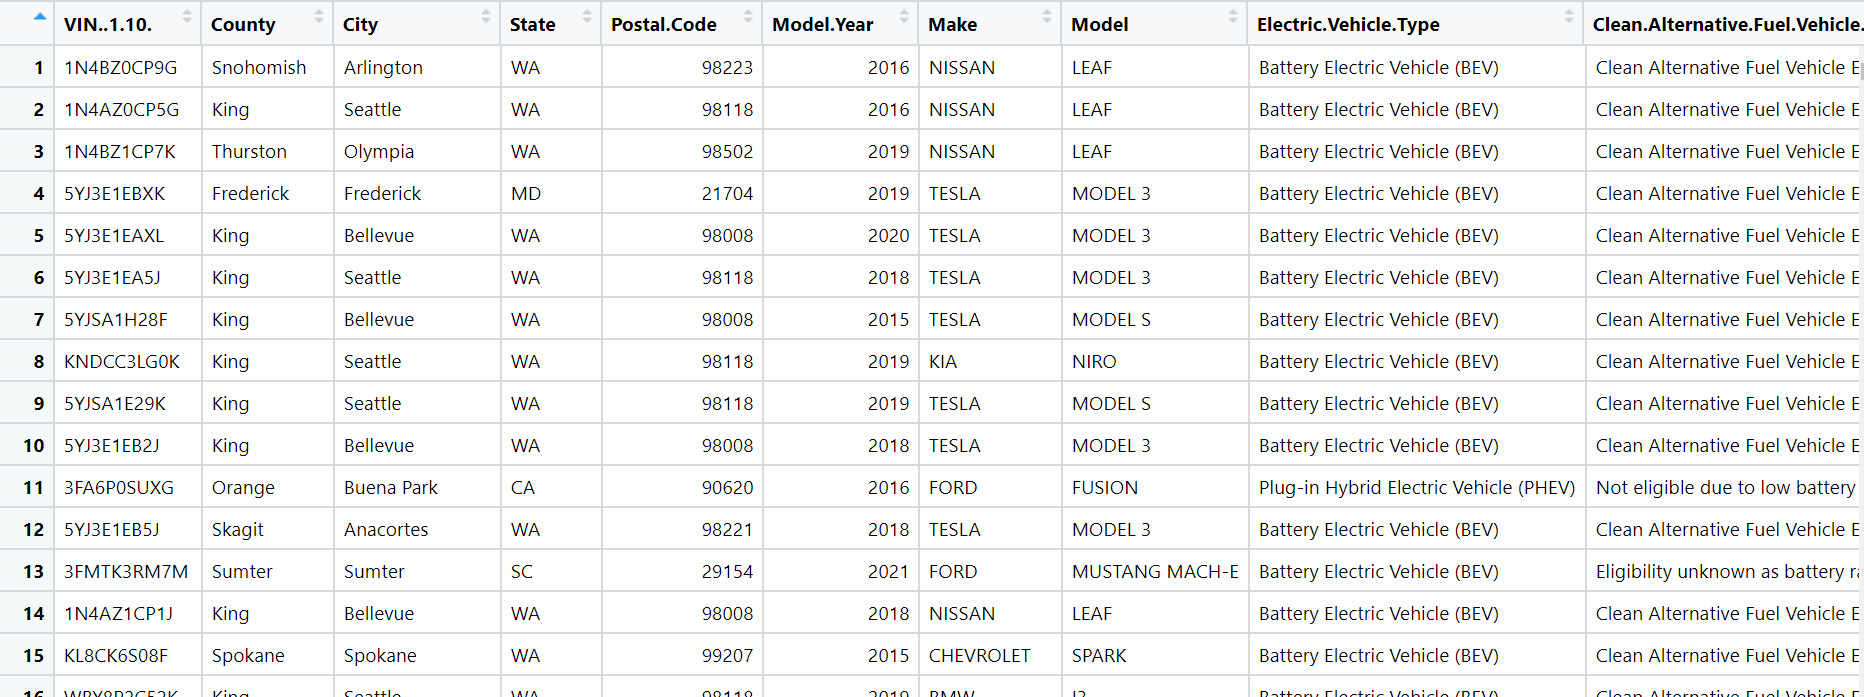 VIN..1.10. County City State Postal.Code Model.Year Make Model Electric.Vehicle.Type Clean.Alternative.Fuel.Vehicle.
1 1N4BZ0CP9G Snohomish Arlington WA 98223 2016 NISSAN LEAF Battery Electric Vehicle (BEV) Clean Alternative Fuel Vehicle E
2 1N4AZ0CP5G King Seattle WA 98118 2016 NISSAN LEAF Battery Electric Vehicle (BEV) Clean Alternative Fuel Vehicle E
3 1N4BZ1CP7K Thurston Olympia WA 98502 2019 NISSAN LEAF Battery Electric Vehicle (BEV) Clean Alternative Fuel Vehicle E
4 5YJ3E1EBXK Frederick Frederick MD 21704 2019 TESLA MODEL 3 Battery Electric Vehicle (BEV) Clean Alternative Fuel Vehicle E
5 5YJ3E1EAXL King Bellevue WA 98008 2020 TESLA MODEL 3 Battery Electric Vehicle (BEV) Clean Alternative Fuel Vehicle E
6 5YJ3E1EA5J King Seattle WA 98118 2018 TESLA MODEL 3 Battery Electric Vehicle (BEV) Clean Alternative Fuel Vehicle E
7 5YJSA1H28F King Bellevue WA 98008 2015 TESLA MODEL S Battery Electric Vehicle (BEV) Clean Alternative Fuel Vehicle E
8 KNDCC3LG0K King Seattle WA 98118 2019 KIA NIRO Battery Electric Vehicle (BEV) Clean Alternative Fuel Vehicle E
9 5YJSA1E29K King Seattle WA 98118 2019 TESLA MODEL S Battery Electric Vehicle (BEV) Clean Alternative Fuel Vehicle E
10 5YJ3E1EB2J King Bellevue WA 98008 2018 TESLA MODEL 3 Battery Electric Vehicle (BEV) Clean Alternative Fuel Vehicle E
11 3FA6P0SUXG Orange Buena Park CA 90620 2016 FORD FUSION Plug-in Hybrid Electric Vehicle (PHEV) Not eligible due to low battery
12 5YJ3E1EB5J Skagit Anacortes WA 98221 2018 TESLA MODEL 3 Battery Electric Vehicle (BEV) Clean Alternative Fuel Vehicle E
13 3FMTK3RM7M Sumter Sumter SC 29154 2021 FORD MUSTANG MACH-E Battery Electric Vehicle (BEV) Eligibility unknown as battery ra
14 1N4AZ1CP1J King Bellevue WA 98008 2018 NISSAN LEAF Battery Electric Vehicle (BEV) Clean Alternative Fuel Vehicle E
15 KL8CK6S08F Spokane Spokane WA 99207 2015 CHEVROLET SPARK Battery Electric Vehicle (BEV) Clean Alternative Fuel Vehicle E
16 King Seattle WA 98118 2019 BMW I3 Battery Electric Vehicle (BEV) Clean Alternative Fuel Vehicle E